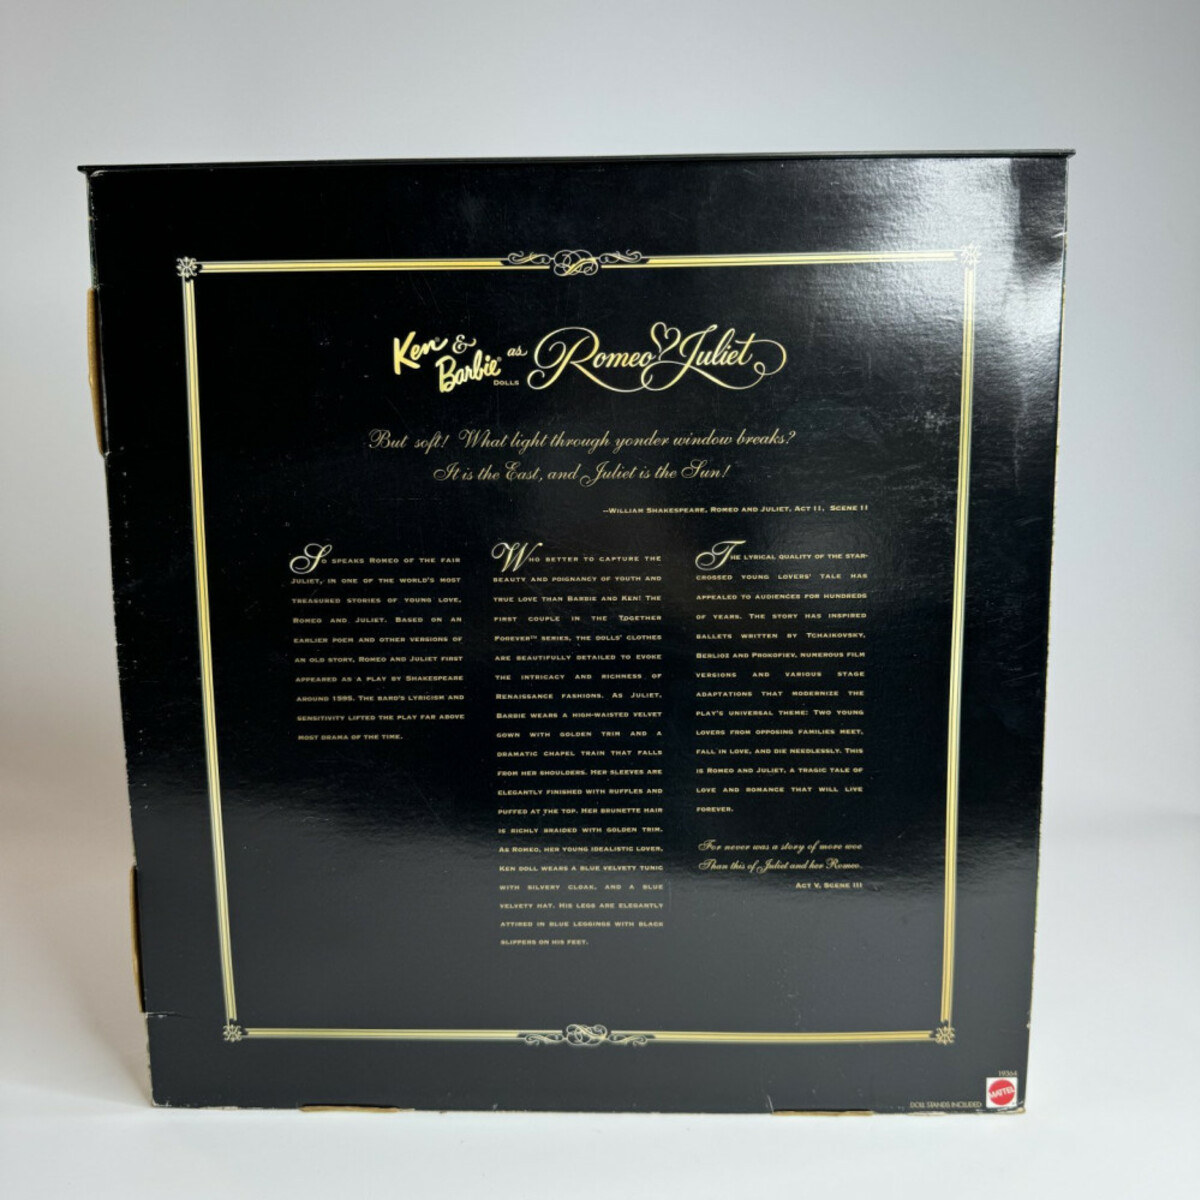 Ken & Barbie® DOLLS as Romeo & Juliet
But soft! What light through yonder window breaks?
It is the East, and Juliet is the Sun!
--WILLIAM SHAKESPEARE, ROMEO AND JULIET, ACT II, SCENE II
SO SPEAKS ROMEO OF THE FAIR
JULIET, IN ONE OF THE WORLD'S MOST
TREASURED STORIES OF YOUNG LOVE,
ROMEO AND JULIET. BASED ON AN
EARLIER POEM AND OTHER VERSIONS OF
AN OLD STORY, ROMEO AND JULIET FIRST
APPEARED AS A PLAY BY SHAKESPEARE
AROUND 1595. THE BARD'S LYRICISM AND
SENSITIVITY LIFTED THE PLAY FAR ABOVE
MOST DRAMA OF THE TIME.
WHO BETTER TO CAPTURE THE
BEAUTY AND POIGNANCY OF YOUTH AND
TRUE LOVE THAN BARBIE AND KEN! THE
FIRST COUPLE IN THE TOGETHER
FOREVER™ SERIES, THE DOLLS' CLOTHES
ARE BEAUTIFULLY DETAILED TO EVOKE
THE INTRICACY AND RICHNESS OF
RENAISSANCE FASHIONS. AS JULIET,
BARBIE WEARS A HIGH-WAISTED VELVET
GOWN WITH GOLDEN TRIM AND A
DRAMATIC CHAPEL TRAIN THAT FALLS
FROM HER SHOULDERS. HER SLEEVES ARE
ELEGANTLY FINISHED WITH RUFFLES AND
PUFFED AT THE TOP. HER BRUNETTE HAIR
IS RICHLY BRAIDED WITH GOLDEN TRIM.
AS ROMEO, HER YOUNG IDEALISTIC LOVER,
KEN DOLL WEARS A BLUE VELVETY TUNIC
WITH SILVERY CLOAK, AND A BLUE
VELVETY HAT. HIS LEGS ARE ELEGANTLY
ATTIRED IN BLUE LEGGINGS WITH BLACK
SLIPPERS ON HIS FEET.
THE LYRICAL QUALITY OF THE STAR-
CROSSED YOUNG LOVERS' TALE HAS
APPEALED TO AUDIENCES FOR HUNDREDS
OF YEARS. THE STORY HAS INSPIRED
BALLETS WRITTEN BY TCHAIKOVSKY,
BERLIOZ AND PROKOFIEV, NUMEROUS FILM
VERSIONS AND VARIOUS STAGE
ADAPTATIONS THAT MODERNIZE THE
PLAY'S UNIVERSAL THEME: TWO YOUNG
LOVERS FROM OPPOSING FAMILIES MEET,
FALL IN LOVE, AND DIE NEEDLESSLY. THIS
IS ROMEO AND JULIET, A TRAGIC TALE OF
LOVE AND ROMANCE THAT WILL LIVE
FOREVER.
For never was a story of more woe
Than this of Juliet and her Romeo.
ACT V, SCENE III
19364
DOLL STANDS INCLUDED
MATTEL